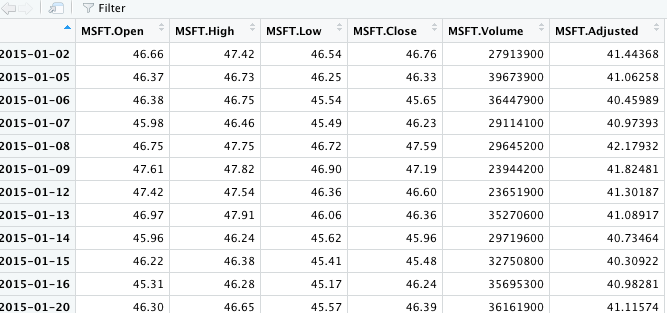 Filter
MSFT.Open MSFT.High MSFT.Low MSFT.Close MSFT.Volume MSFT.Adjusted
2015-01-02 46.66 47.42 46.54 46.76 27913900 41.44368
2015-01-05 46.37 46.73 46.25 46.33 39673900 41.06258
2015-01-06 46.38 46.75 45.54 45.65 36447900 40.45989
2015-01-07 45.98 46.46 45.49 46.23 29114100 40.97393
2015-01-08 46.75 47.75 46.72 47.59 29645200 42.17932
2015-01-09 47.61 47.82 46.90 47.19 23944200 41.82481
2015-01-12 47.42 47.54 46.36 46.60 23651900 41.30187
2015-01-13 46.97 47.91 46.06 46.36 35270600 41.08917
2015-01-14 45.96 46.24 45.62 45.96 29719600 40.73464
2015-01-15 46.22 46.38 45.41 45.48 32750800 40.30922
2015-01-16 45.31 46.28 45.17 46.24 35695300 40.98281
2015-01-20 46.30 46.65 45.57 46.39 36161900 41.11574